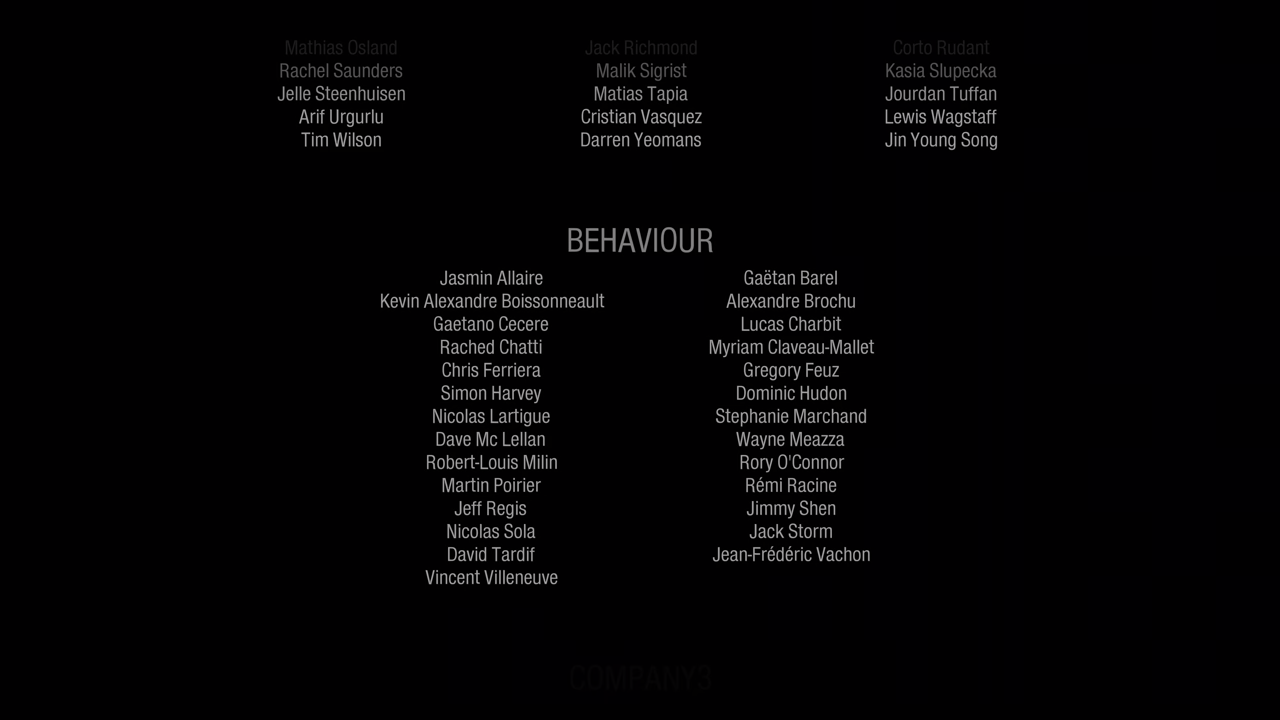 Mathias Osland Jack Richmond Corto Rudant
Rachel Saunders Malik Sigrist Kasia Slupecka
Jelle Steenhuisen Matias Tapia Jourdan Tuffan
Arif Urgurlu Cristian Vasquez Lewis Wagstaff
Tim Wilson Darren Yeomans Jin Young Song
BEHAVIOUR
Jasmin Allaire Gaëtan Barel
Kevin Alexandre Boissonneault Alexandre Brochu
Gaetano Cecere Lucas Charbit
Rached Chatti Myriam Claveau-Mallet
Chris Ferriera Gregory Feuz
Simon Harvey Dominic Hudon
Nicolas Lartigue Stephanie Marchand
Dave Mc Lellan Wayne Meazza
Robert-Louis Milin Rory O'Connor
Martin Poirier Rémi Racine
Jeff Regis Jimmy Shen
Nicolas Sola Jack Storm
David Tardif Jean-Frédéric Vachon
Vincent Villeneuve
COMPANY3